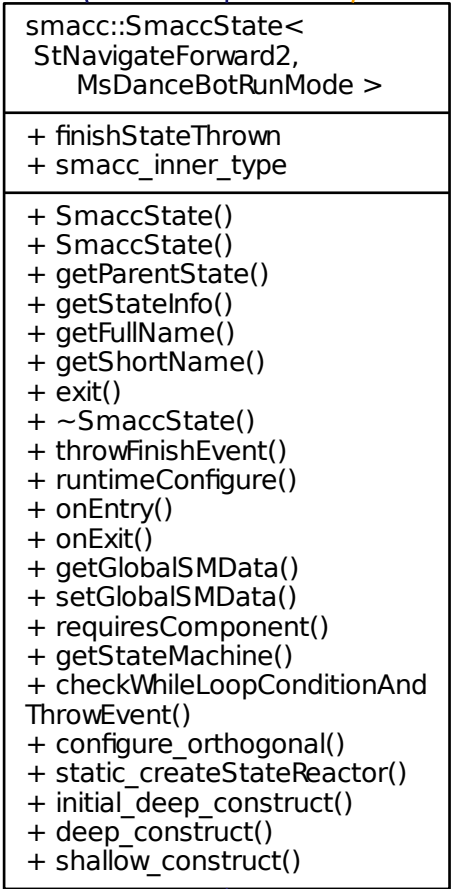 smacc::SmaccState<
StNavigateForward2,
MsDanceBotRunMode >
+ finishStateThrown
+ smacc_inner_type
+ SmaccState()
+ SmaccState()
+ getParentState()
+ getStateInfo()
+ getFullName()
+ getShortName()
+ exit()
+ ~SmaccState()
+ throwFinishEvent()
+ runtimeConfigure()
+ onEntry()
+ onExit()
+ getGlobalSMData()
+ setGlobalSMData()
+ requiresComponent()
+ getStateMachine()
+ checkWhileLoopConditionAnd
ThrowEvent()
+ configure_orthogonal()
+ static_createStateReactor()
+ initial_deep_construct()
+ deep_construct()
+ shallow_construct()